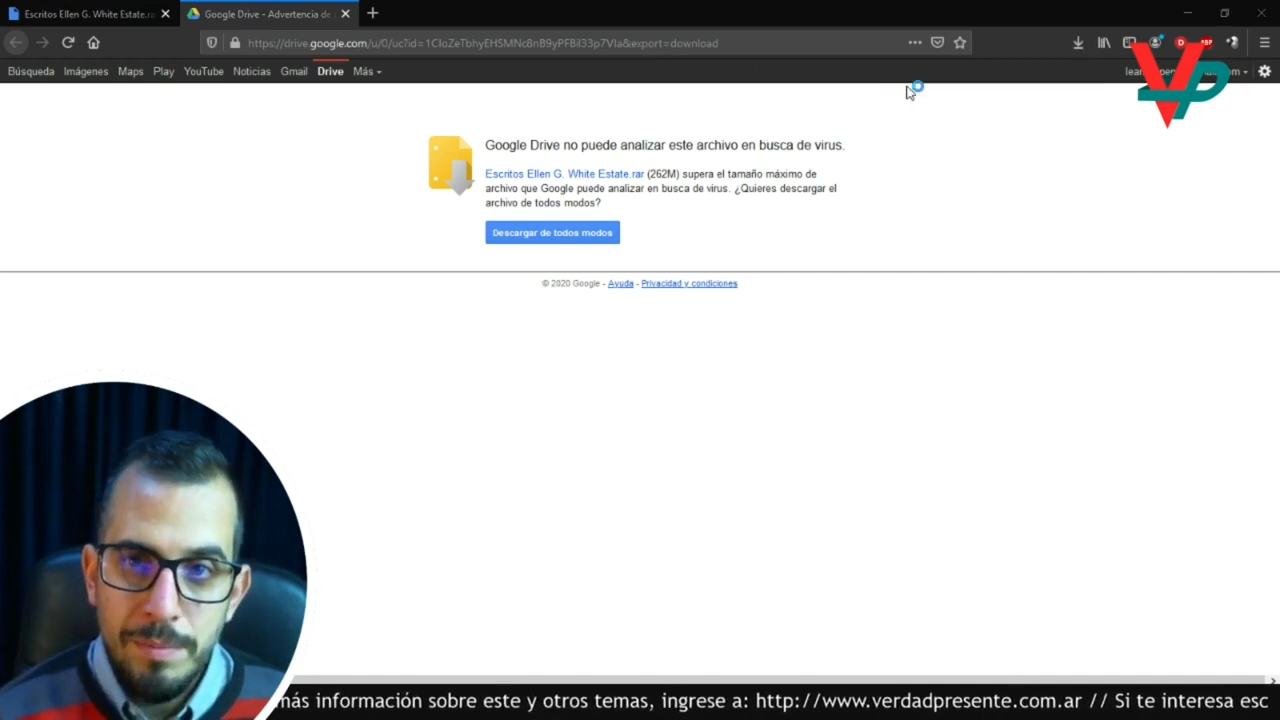 Escritos Ellen G. White Estate.ra
Google Drive - Advertencia de
https://drive.google.com/u/0/uc?id=1CIoZeTbhyEHSMNc8nB9yPFBil33p7VIa&export=download
Búsqueda Imágenes Maps Play YouTube Noticias Gmail Drive Más
VP
Google Drive no puede analizar este archivo en busca de virus.
Escritos Ellen G. White Estate.rar (262M) supera el tamaño máximo de
archivo que Google puede analizar en busca de virus. ¿Quieres descargar el
archivo de todos modos?
Descargar de todos modos
© 2020 Google - Ayuda - Privacidad y condiciones
más información sobre este y otros temas, ingrese a: http://www.verdadpresente.com.ar // Si te interesa esc